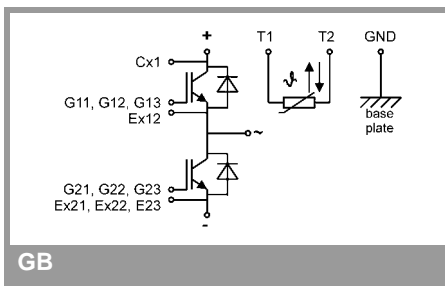 + T1 T2 GND
Cx1
ϑ
G11, G12, G13
Ex12
base
plate
~
G21, G22, G23
Ex21, Ex22, E23
-
GB